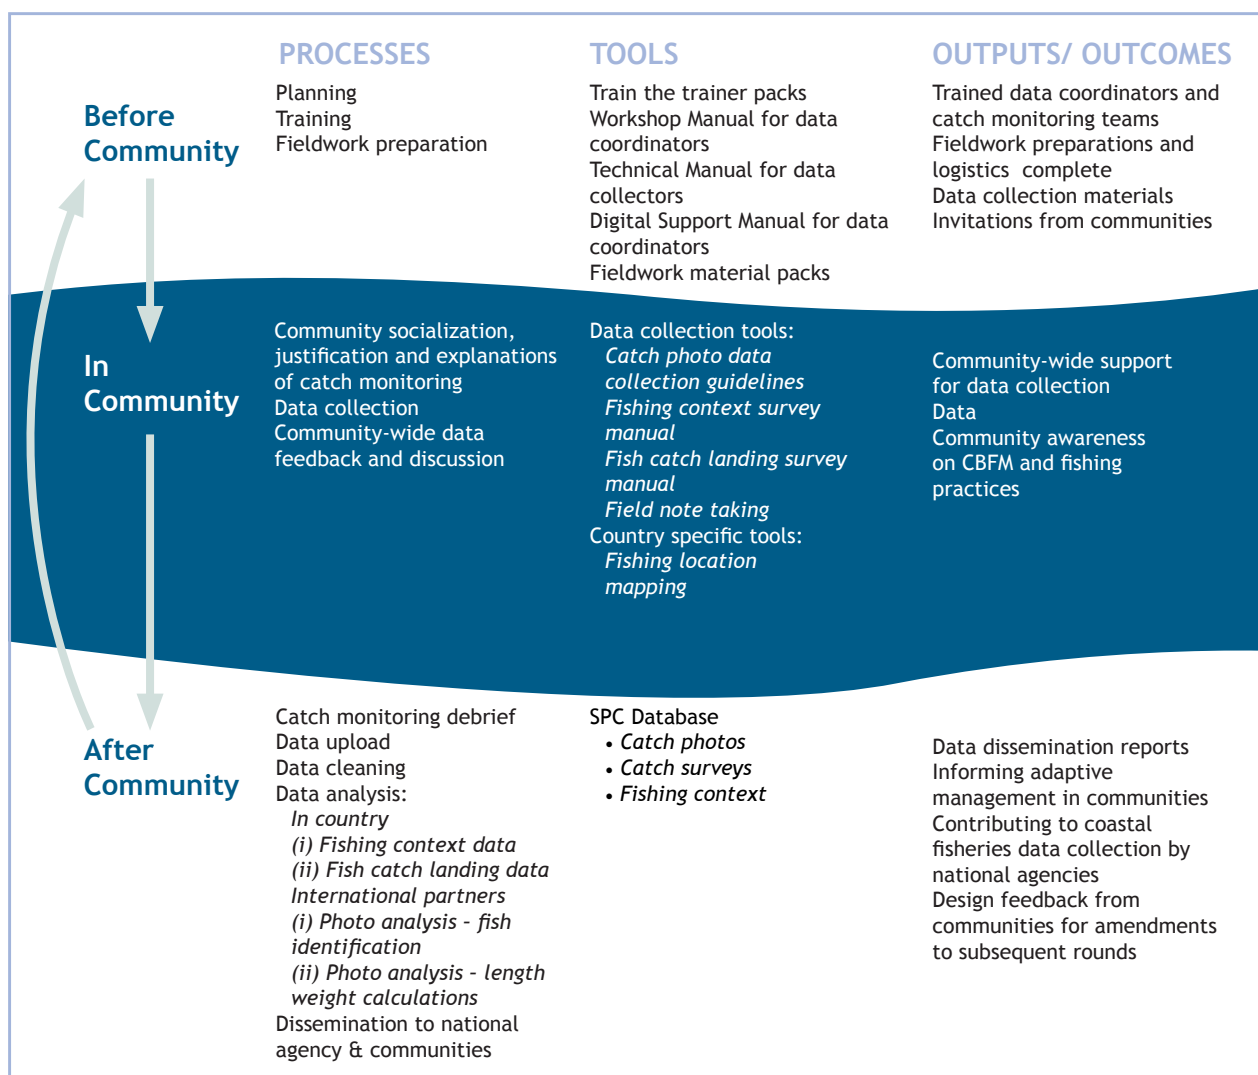 PROCESSES
TOOLS
OUTPUTS/ OUTCOMES
Before
Community
Planning
Training
Fieldwork preparation
Train the trainer packs
Workshop Manual for data
coordinators
Technical Manual for data
collectors
Digital Support Manual for data
coordinators
Fieldwork material packs
Trained data coordinators and
catch monitoring teams
Fieldwork preparations and
logistics complete
Data collection materials
Invitations from communities
In
Community
Community socialization,
justification and explanations
of catch monitoring
Data collection
Community-wide data
feedback and discussion
Data collection tools:
Catch photo data
collection guidelines
Fishing context survey
manual
Fish catch landing survey
manual
Field note taking
Country specific tools:
Fishing location
mapping
Community-wide support
for data collection
Data
Community awareness
on CBFM and fishing
practices
After
Community
Catch monitoring debrief
Data upload
Data cleaning
Data analysis:
In country
(i) Fishing context data
(ii) Fish catch landing data
International partners
(i) Photo analysis – fish
identification
(ii) Photo analysis – length
weight calculations
Dissemination to national
agency & communities
SPC Database
• Catch photos
• Catch surveys
• Fishing context
Data dissemination reports
Informing adaptive
management in communities
Contributing to coastal
fisheries data collection by
national agencies
Design feedback from
communities for amendments
to subsequent rounds